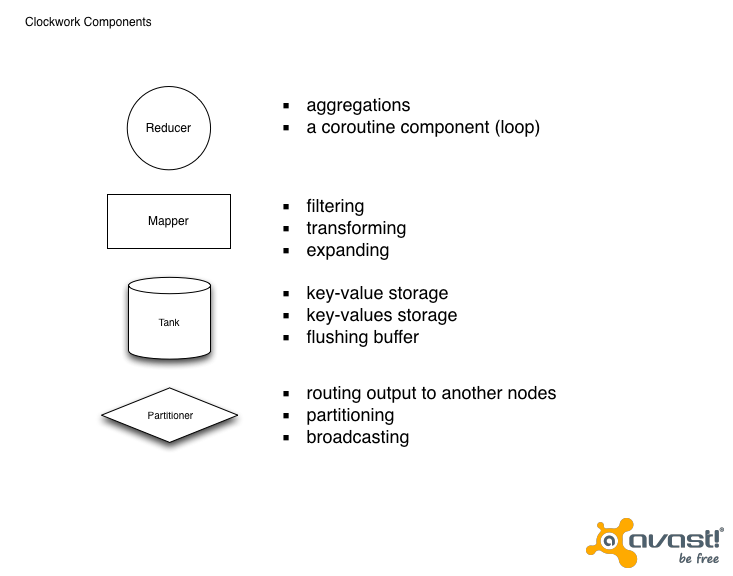 Clockwork Components
Reducer
▪ aggregations
▪ a coroutine component (loop)
Mapper
▪ filtering
▪ transforming
▪ expanding
Tank
▪ key-value storage
▪ key-values storage
▪ flushing buffer
Partitioner
▪ routing output to another nodes
▪ partitioning
▪ broadcasting
a avast!®
be free